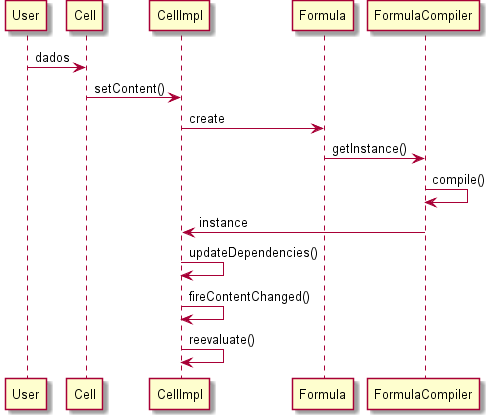 User Cell CellImpl Formula FormulaCompiler
dados
setContent()
create
getInstance()
compile()
instance
updateDependencies()
fireContentChanged()
reevaluate()
User Cell CellImpl Formula FormulaCompiler